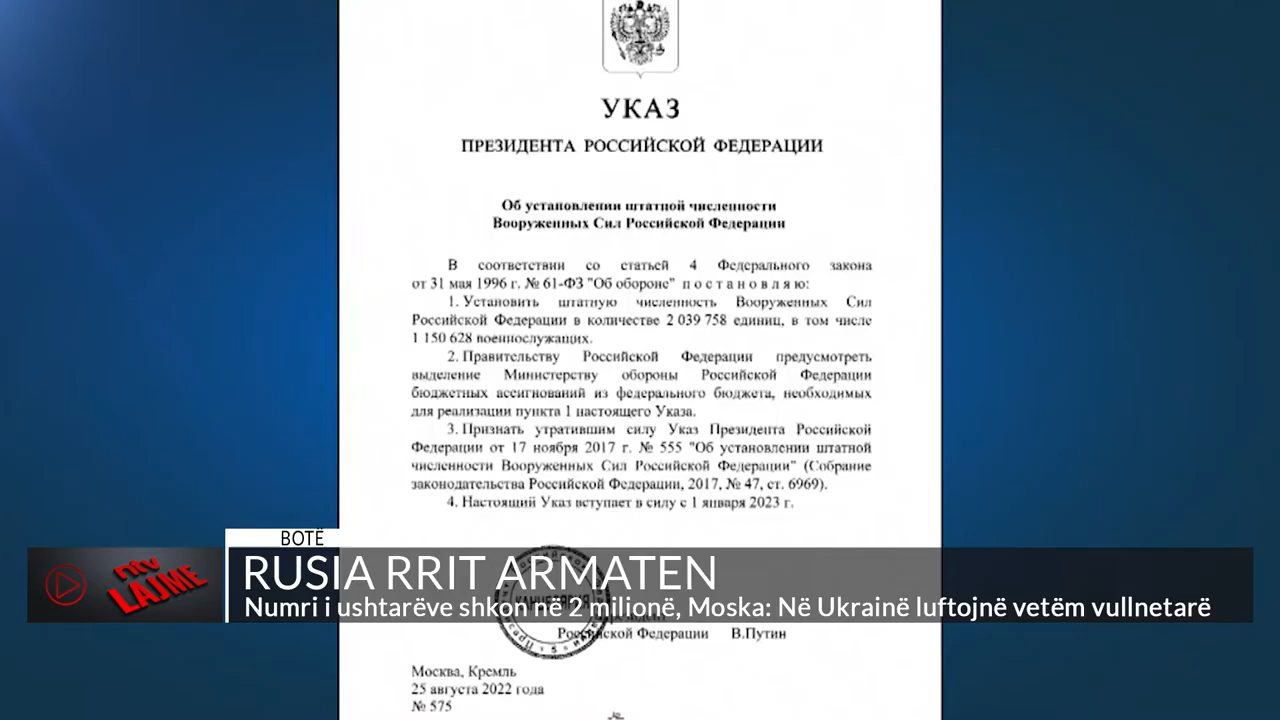 УКАЗ
ПРЕЗИДЕНТА РОССИЙСКОЙ ФЕДЕРАЦИИ
Об установлении штатной численности
Вооруженных Сил Российской Федерации
В соответствии со статьей 4 Федерального закона
от 31 мая 1996 г. № 61-ФЗ "Об обороне" п о с т а н о в л я ю:
1. Установить штатную численность Вооруженных Сил
Российской Федерации в количестве 2 039 758 единиц, в том числе
1 150 628 военнослужащих.
2. Правительству Российской Федерации предусмотреть
выделение Министерству обороны Российской Федерации
бюджетных ассигнований из федерального бюджета, необходимых
для реализации пункта 1 настоящего Указа.
3. Признать утратившим силу Указ Президента Российской
Федерации от 17 ноября 2017 г. № 555 "Об установлении штатной
численности Вооруженных Сил Российской Федерации" (Собрание
законодательства Российской Федерации, 2017, № 47, ст. 6969).
4. Настоящий Указ вступает в силу с 1 января 2023 г.
BOTË
ntv
LAJME
RUSIA RRIT ARMATEN
Numri i ushtarëve shkon në 2 milionë, Moska: Në Ukrainë luftojnë vetëm vullnetarë
КАНЦЕЛЯРИЯ
Российской Федерации В.Путин
Москва, Кремль
25 августа 2022 года
№ 575